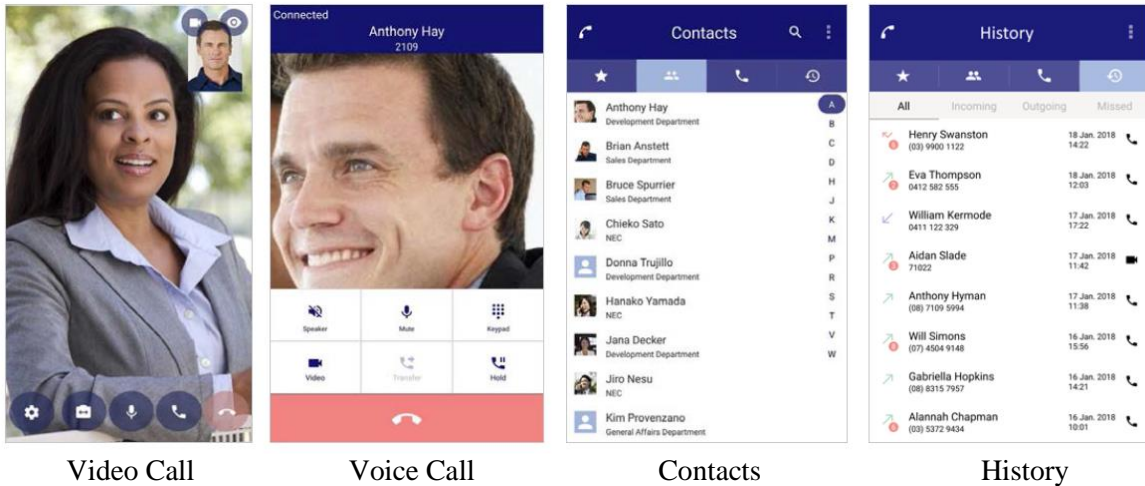 Connected
Anthony Hay
2109
Speaker
Mute
Keypad
Video
Transfer
Hold
Contacts
Anthony Hay
Development Department
Brian Anstett
Sales Department
Bruce Spurrier
Sales Department
Chieko Sato
NEC
Donna Trujillo
Development Department
Hanako Yamada
NEC
Jana Decker
Development Department
Jiro Nesu
NEC
Kim Provenzano
General Affairs Department
A
B
C
D
H
J
K
M
P
R
S
T
V
W
History
All Incoming Outgoing Missed
Henry Swanston 18 Jan. 2018
5 (03) 9900 1122 14:22
Eva Thompson 18 Jan. 2018
2 0412 582 555 12:03
William Kermode 17 Jan. 2018
0411 122 329 17:22
Aidan Slade 17 Jan. 2018
71022 11:42
Anthony Hyman 17 Jan. 2018
(08) 7109 5994 11:38
Will Simons 16 Jan. 2018
(07) 4504 9148 15:56
Gabriella Hopkins 16 Jan. 2018
(08) 8315 7957 14:21
Alannah Chapman 16 Jan. 2018
(03) 5372 9434 10:01
Video Call Voice Call Contacts History